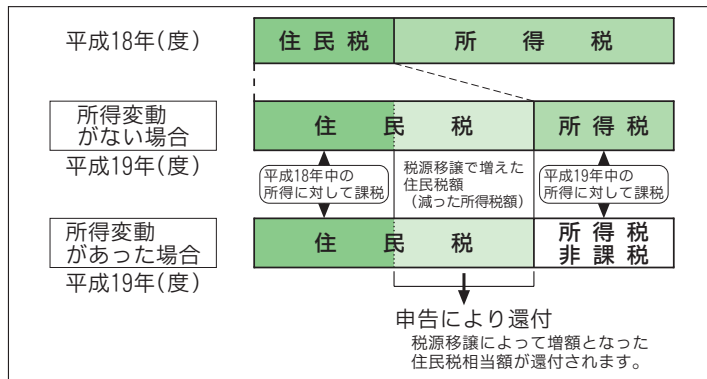 平成18年(度)
住民税
所得税
所得変動
がない場合
平成19年(度)
住民税
所得税
平成18年中の
所得に対して課税
税源移譲で増えた
住民税額
(減った所得税額)
平成19年中の
所得に対して課税
所得変動
があった場合
平成19年(度)
住民税
所得税
非課税
申告により還付
税源移譲によって増額となった
住民税相当額が還付されます。